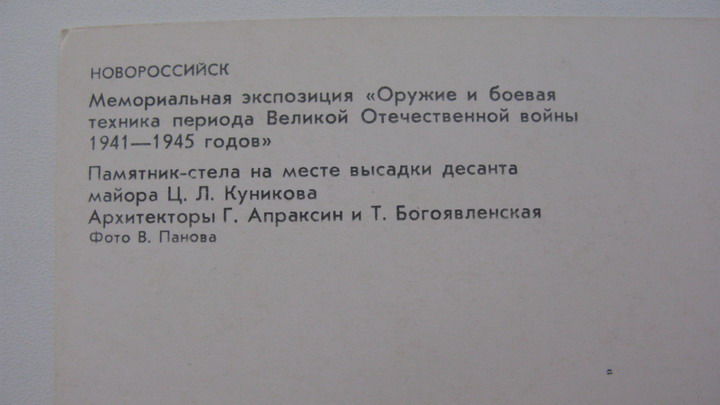 НОВОРОССИЙСК
Мемориальная экспозиция «Оружие и боевая
техника периода Великой Отечественной войны
1941—1945 годов»
Памятник-стела на месте высадки десанта
майора Ц. Л. Куникова
Архитекторы Г. Апраксин и Т. Богоявленская
Фото В. Панова